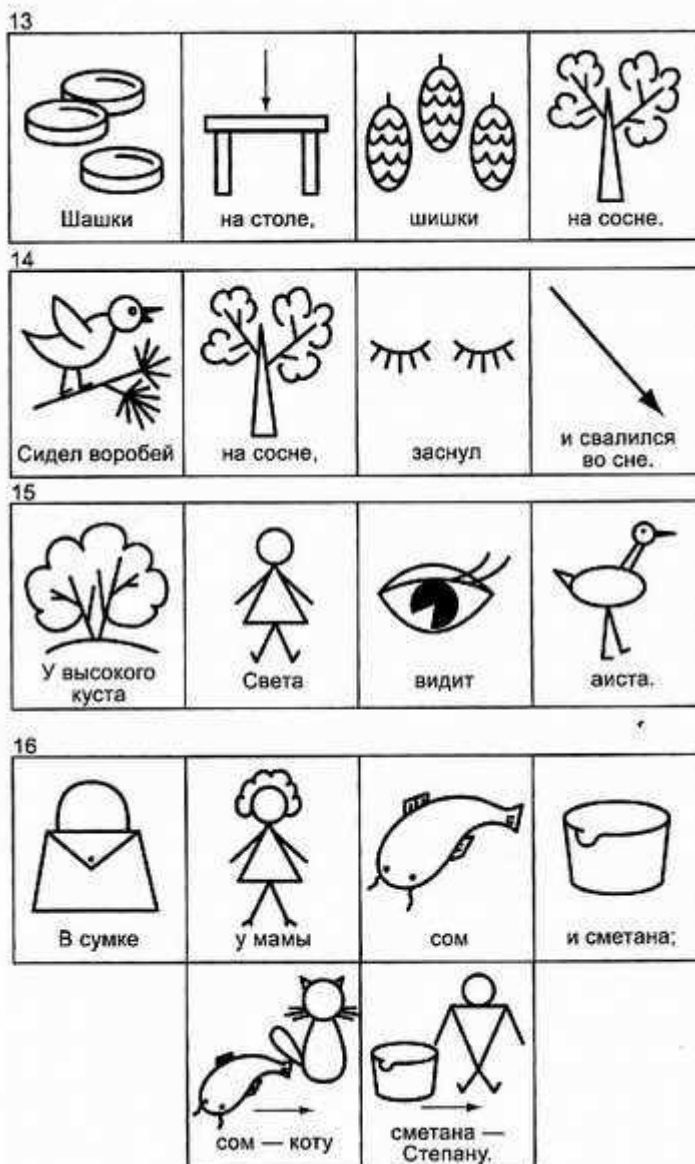 13
Шашки на столе, шишки на сосне.
14
Сидел воробей на сосне, заснул и свалился
во сне.
15
У высокого
куста Света видит аиста.
16
В сумке у мамы сом и сметана;
сом — коту сметана —
Степану.